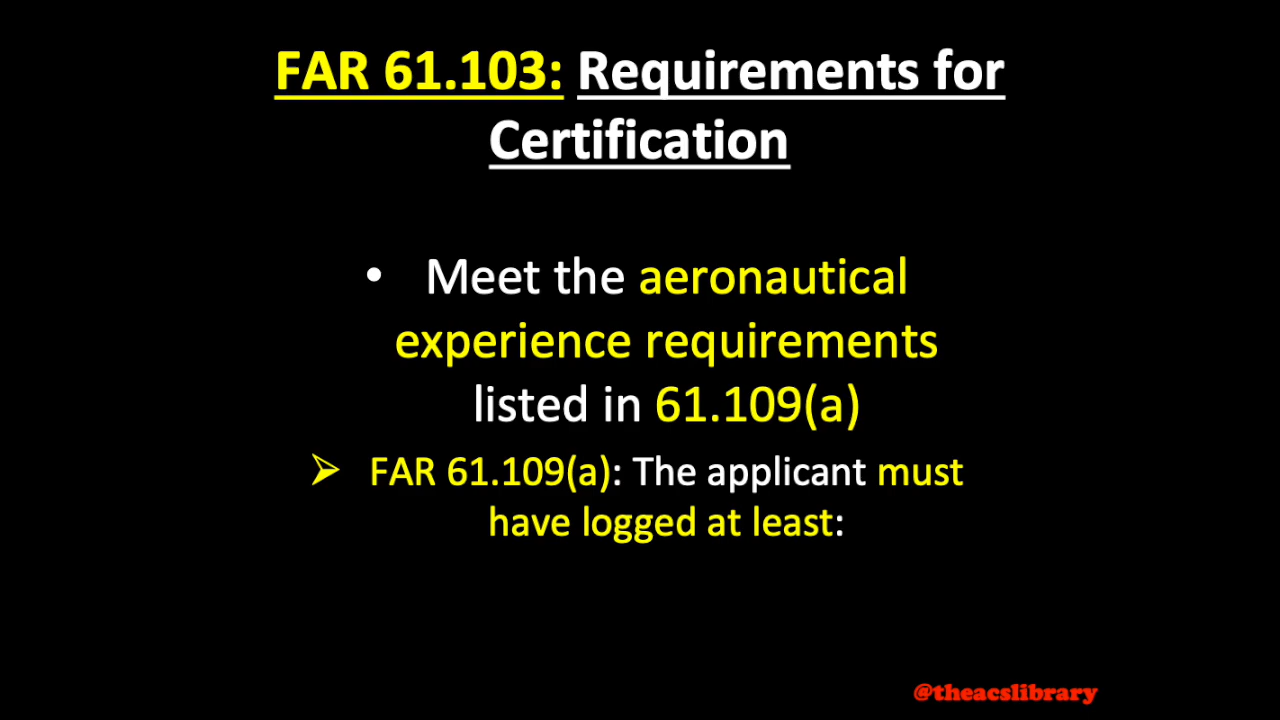 FAR 61.103: Requirements for
Certification
• Meet the aeronautical
experience requirements
listed in 61.109(a)
➢ FAR 61.109(a): The applicant must
have logged at least:
@theacslibrary